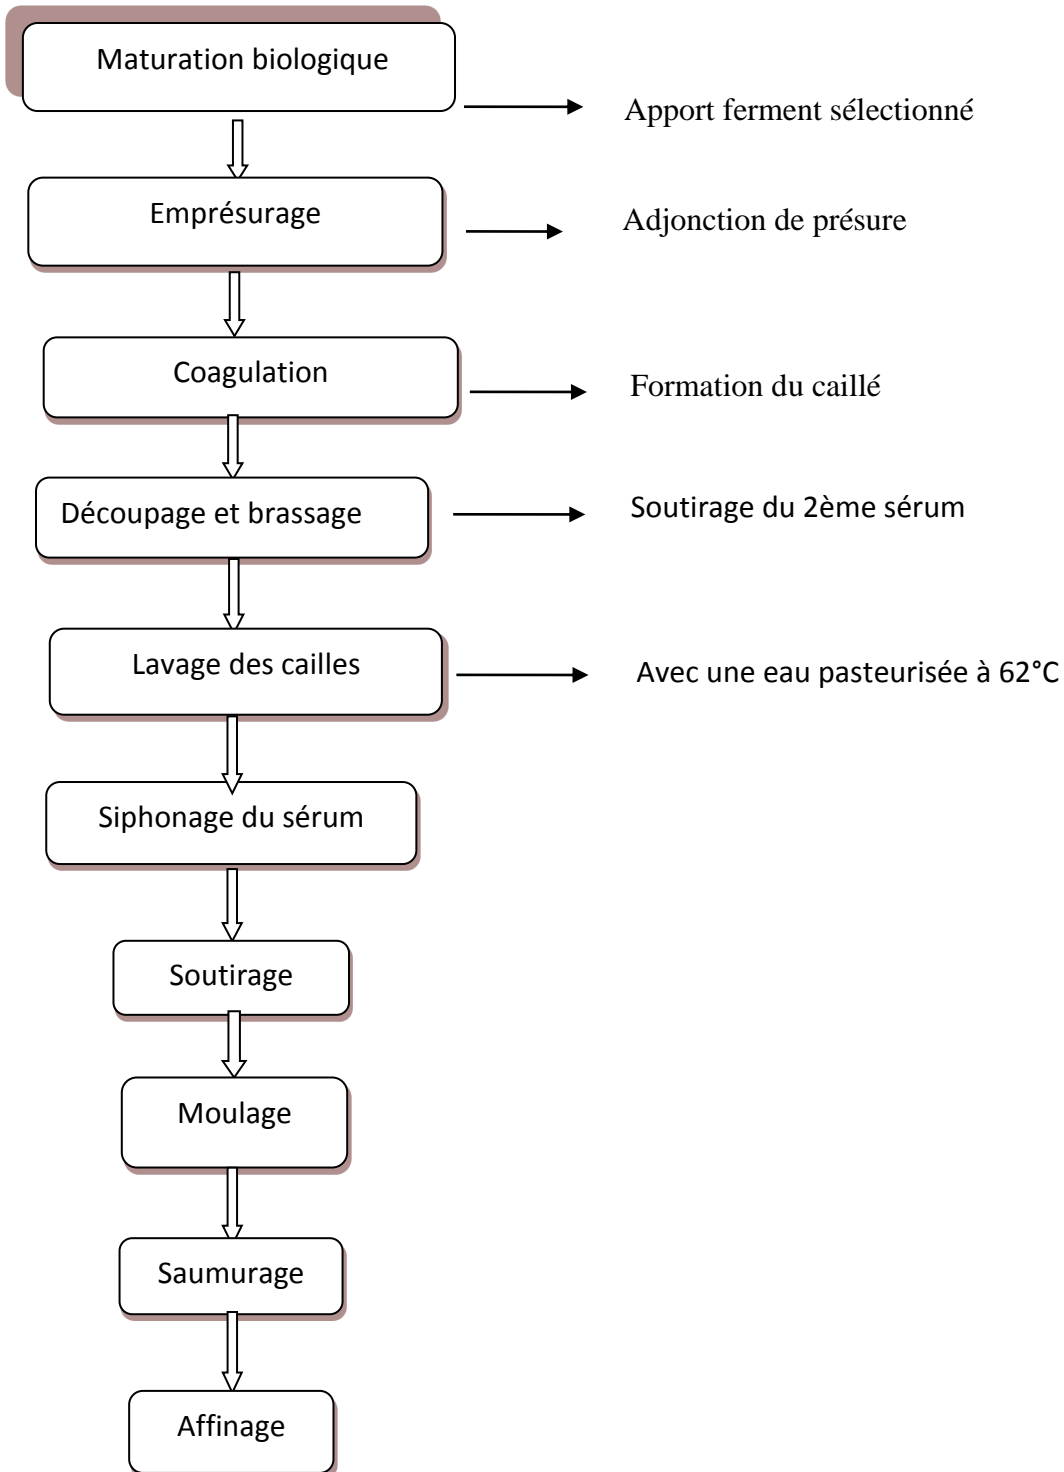 Maturation biologique
Apport ferment sélectionné
Emprésurage
Adjonction de présure
Coagulation
Formation du caillé
Découpage et brassage
Soutirage du 2ème sérum
Lavage des cailles
Avec une eau pasteurisée à 62°C
Siphonage du sérum
Soutirage
Moulage
Saumurage
Affinage